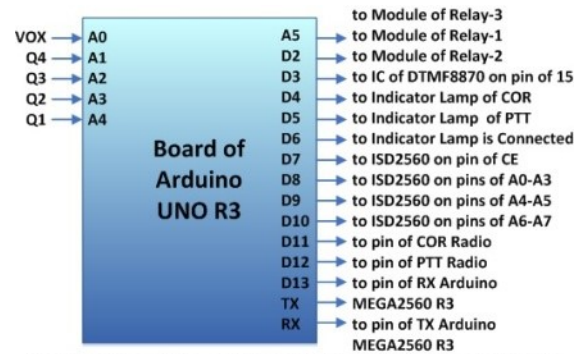 VOX
Q4
Q3
Q2
Q1
A0
A1
A2
A3
A4
Board of
Arduino
UNO R3
A5
D2
D3
D4
D5
D6
D7
D8
D9
D10
D11
D12
D13
TX
RX
to Module of Relay-3
to Module of Relay-1
to Module of Relay-2
to IC of DTMF8870 on pin of 15
to Indicator Lamp of COR
to Indicator Lamp of PTT
to Indicator Lamp is Connected
to ISD2560 on pin of CE
to ISD2560 on pins of A0-A3
to ISD2560 on pins of A4-A5
to ISD2560 on pins of A6-A7
to pin of COR Radio
to pin of PTT Radio
to pin of RX Arduino
MEGA2560 R3
to pin of TX Arduino
MEGA2560 R3